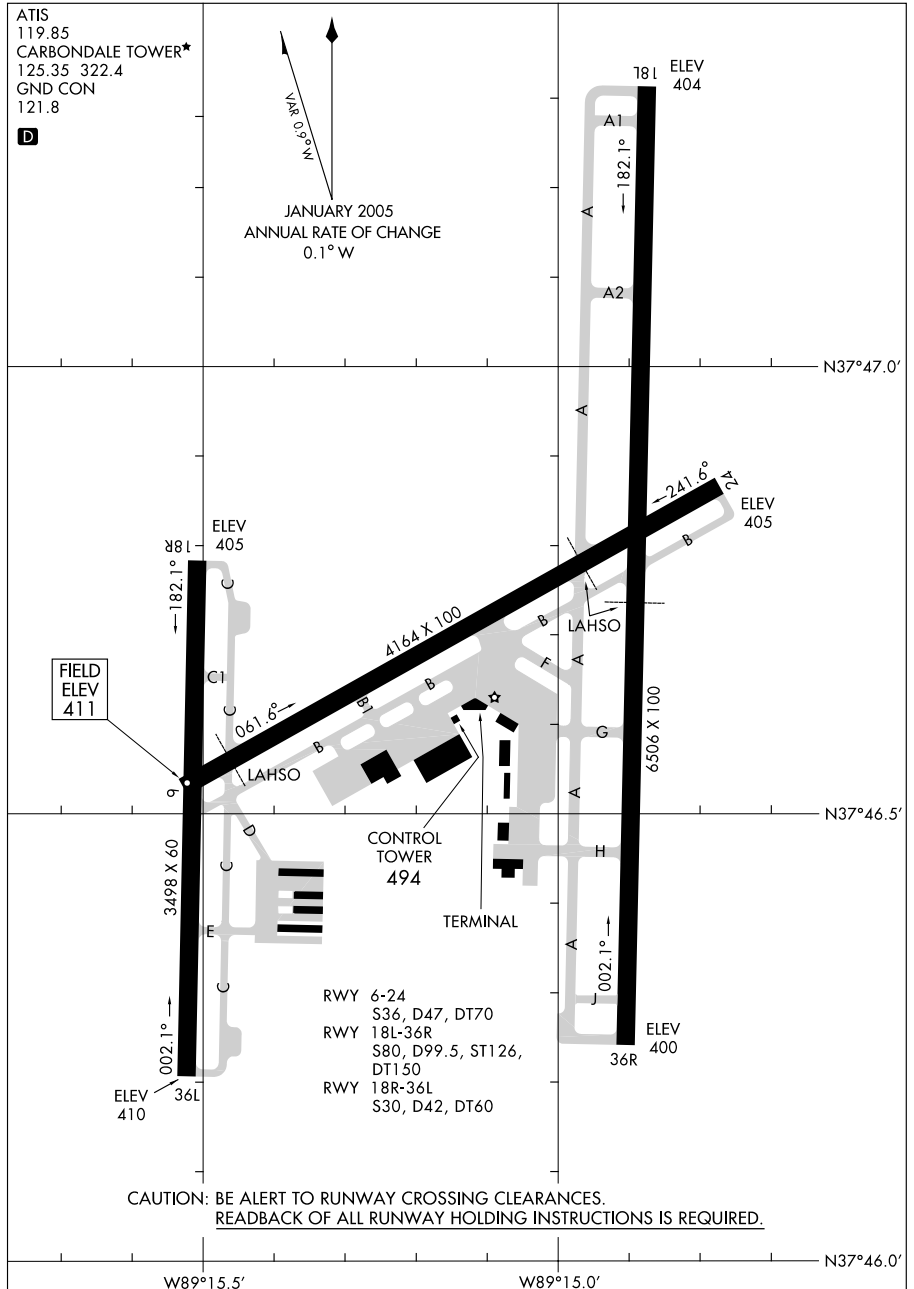 ATIS
119.85
CARBONDALE TOWER★
125.35 322.4
GND CON
121.8
D
VAR 0.9° W
JANUARY 2005
ANNUAL RATE OF CHANGE
0.1° W
18L
ELEV
404
A1
182.1°
A
A2
N37°47.0'
A
241.6°
24
ELEV
405
B
18R
ELEV
405
182.1°
C
4164 X 100
B
LAHSO
F
A
C1
C
FIELD
ELEV
411
061.6°
B1
B
B
6506 X 100
G
LAHSO
6
A
N37°46.5'
D
CONTROL
TOWER
494
H
C
3498 X 60
TERMINAL
E
A
002.1°
C
J
002.1°
RWY 6-24
S36, D47, DT70
RWY 18L-36R
S80, D99.5, ST126,
DT150
RWY 18R-36L
S30, D42, DT60
ELEV
400
36R
ELEV
410
36L
CAUTION: BE ALERT TO RUNWAY CROSSING CLEARANCES.
READBACK OF ALL RUNWAY HOLDING INSTRUCTIONS IS REQUIRED.
N37°46.0'
W89°15.5'
W89°15.0'